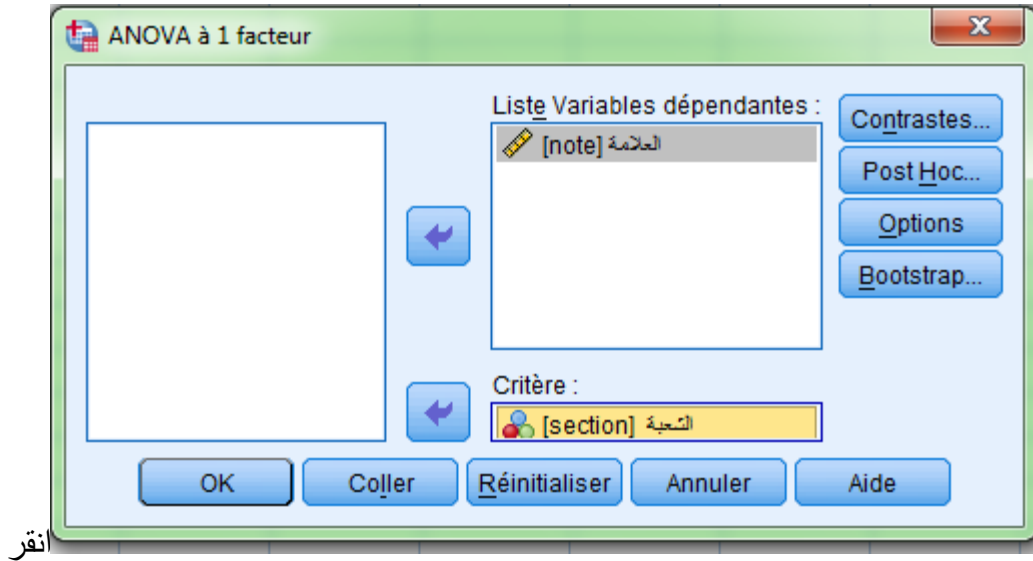 ANOVA à 1 facteur
Liste Variables dépendantes :
العلامة [note]
Contrastes...
Post Hoc...
Options
Bootstrap...
Critère :
الشعبة [section]
OK Coller Réinitialiser Annuler Aide
انقر